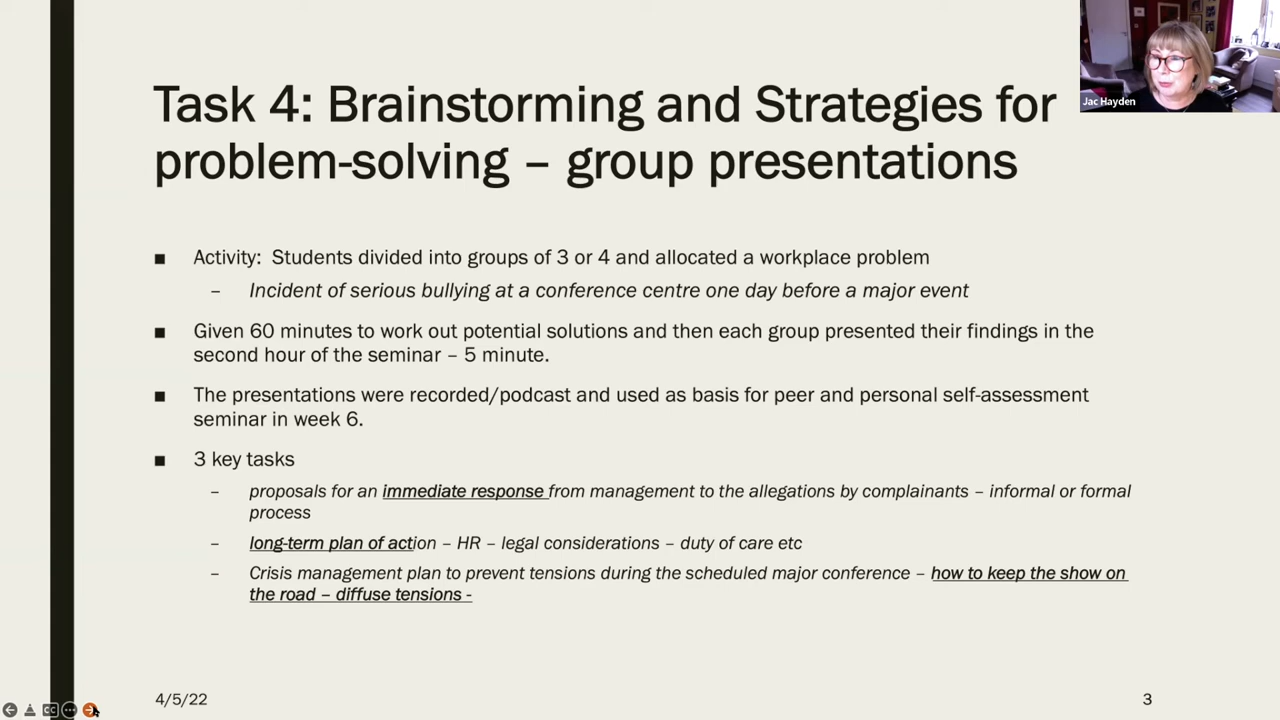 Jac Hayden
Task 4: Brainstorming and Strategies for
problem-solving – group presentations
■ Activity: Students divided into groups of 3 or 4 and allocated a workplace problem
– Incident of serious bullying at a conference centre one day before a major event
■ Given 60 minutes to work out potential solutions and then each group presented their findings in the
second hour of the seminar – 5 minute.
■ The presentations were recorded/podcast and used as basis for peer and personal self-assessment
seminar in week 6.
■ 3 key tasks
– proposals for an immediate response from management to the allegations by complainants – informal or formal
process
– long-term plan of action – HR – legal considerations – duty of care etc
– Crisis management plan to prevent tensions during the scheduled major conference – how to keep the show on
the road – diffuse tensions -
4/5/22
3
CC